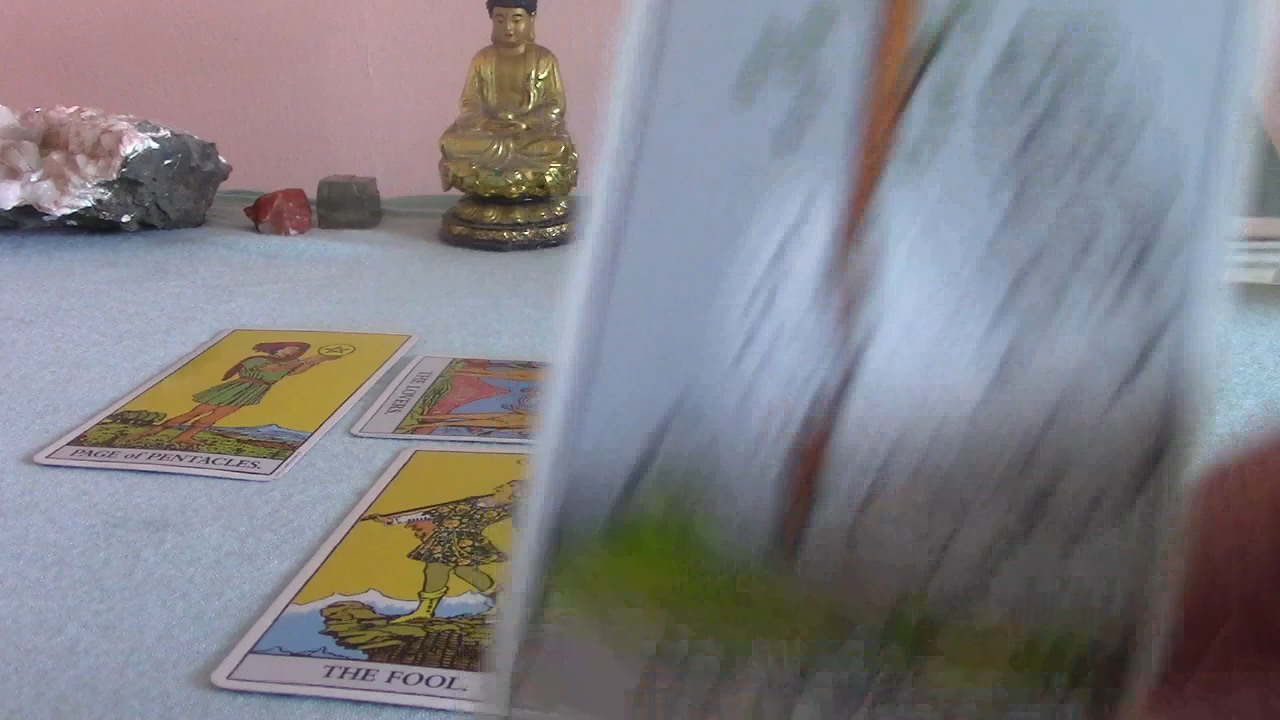 PAGE of PENTACLES.
THE LOVERS.
THE FOOL.